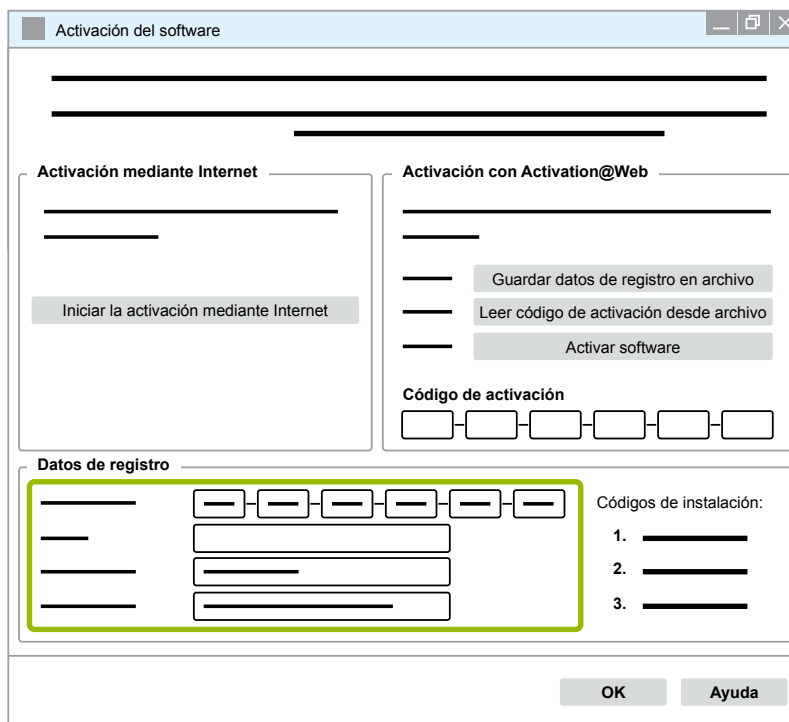 Activación del software
Activación mediante Internet
Iniciar la activación mediante Internet
Activación con Activation@Web
Guardar datos de registro en archivo
Leer código de activación desde archivo
Activar software
Código de activación
Datos de registro
Códigos de instalación:
1.
2.
3.
OK
Ayuda